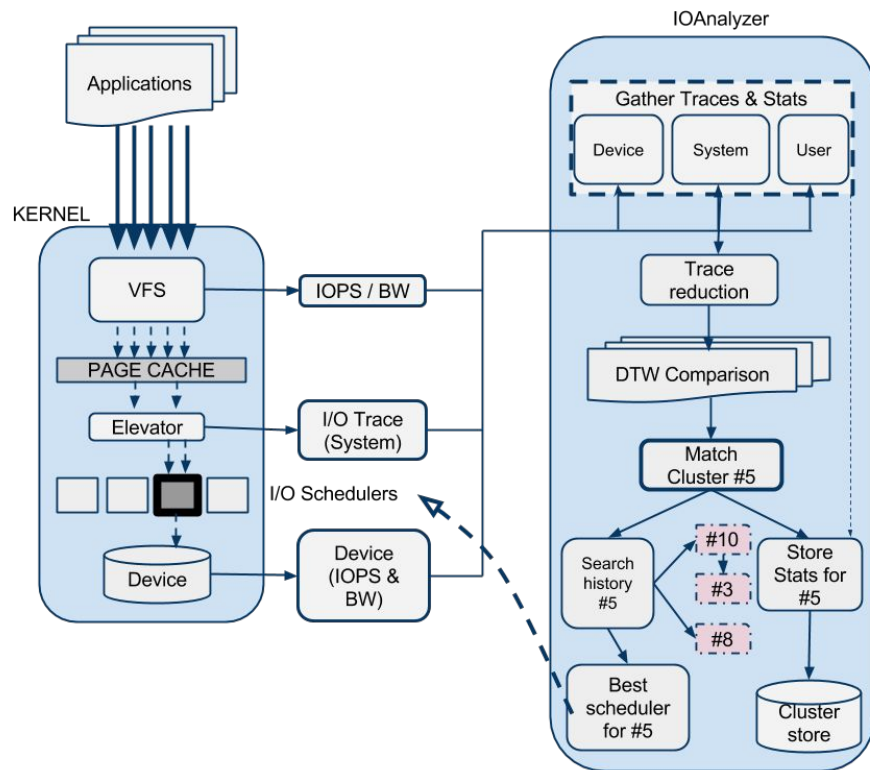 IOAnalyzer
Applications
Gather Traces & Stats
Device
System
User
KERNEL
VFS
IOPS / BW
Trace
reduction
PAGE CACHE
DTW Comparison
Elevator
I/O Trace
(System)
Match
Cluster #5
I/O Schedulers
Device
Device
(IOPS &
BW)
Search
history
#5
#10
#3
#8
Store
Stats for
#5
Best
scheduler
for #5
Cluster
store